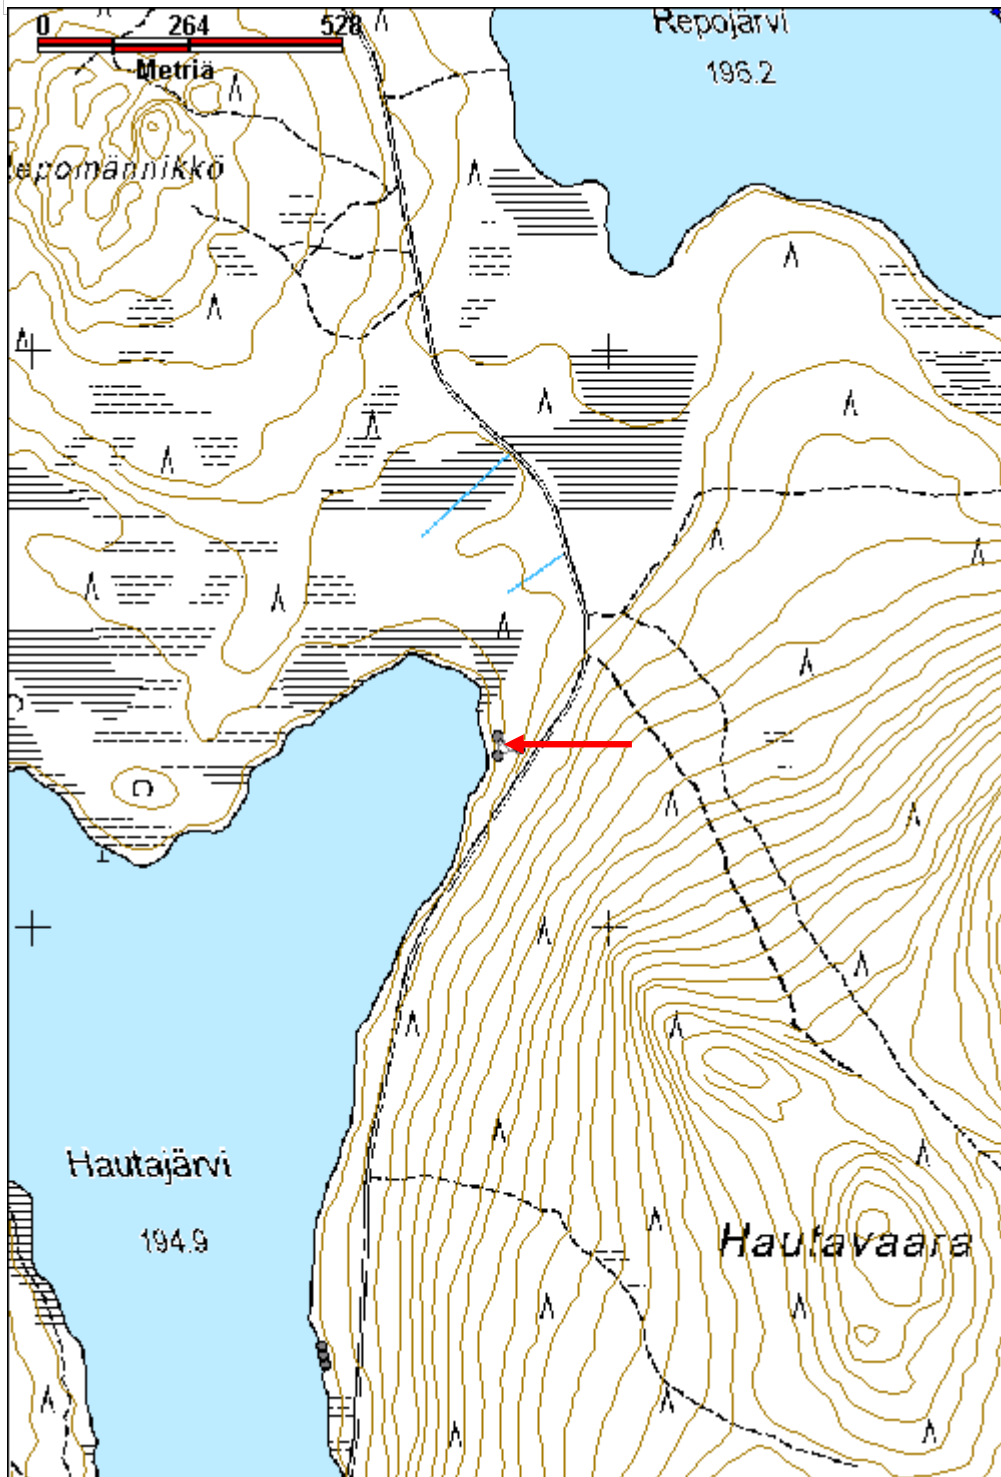 0 264 528
Metriä
Repojärvi
196.2
epomännikkö
Hautajärvi
194.9
Hautavaara